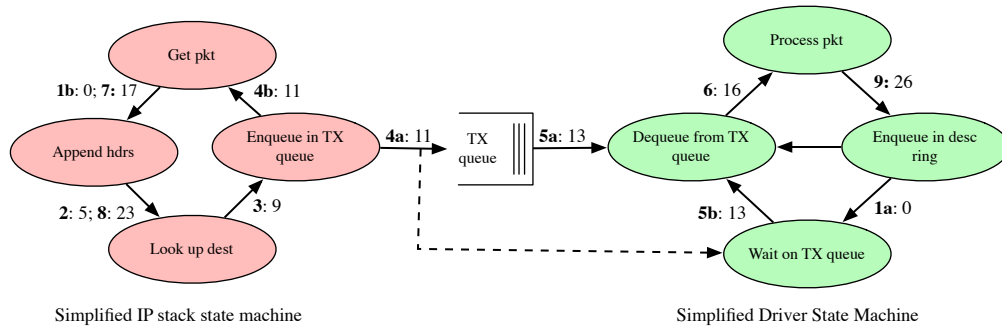 Get pkt
1b: 0; 7: 17
4b: 11
Append hdrs
Enqueue in TX
queue
2: 5; 8: 23
3: 9
Look up dest
4a: 11
TX
queue
5a: 13
Process pkt
6: 16
9: 26
Dequeue from TX
queue
Enqueue in desc
ring
5b: 13
1a: 0
Wait on TX queue
Simplified IP stack state machine
Simplified Driver State Machine